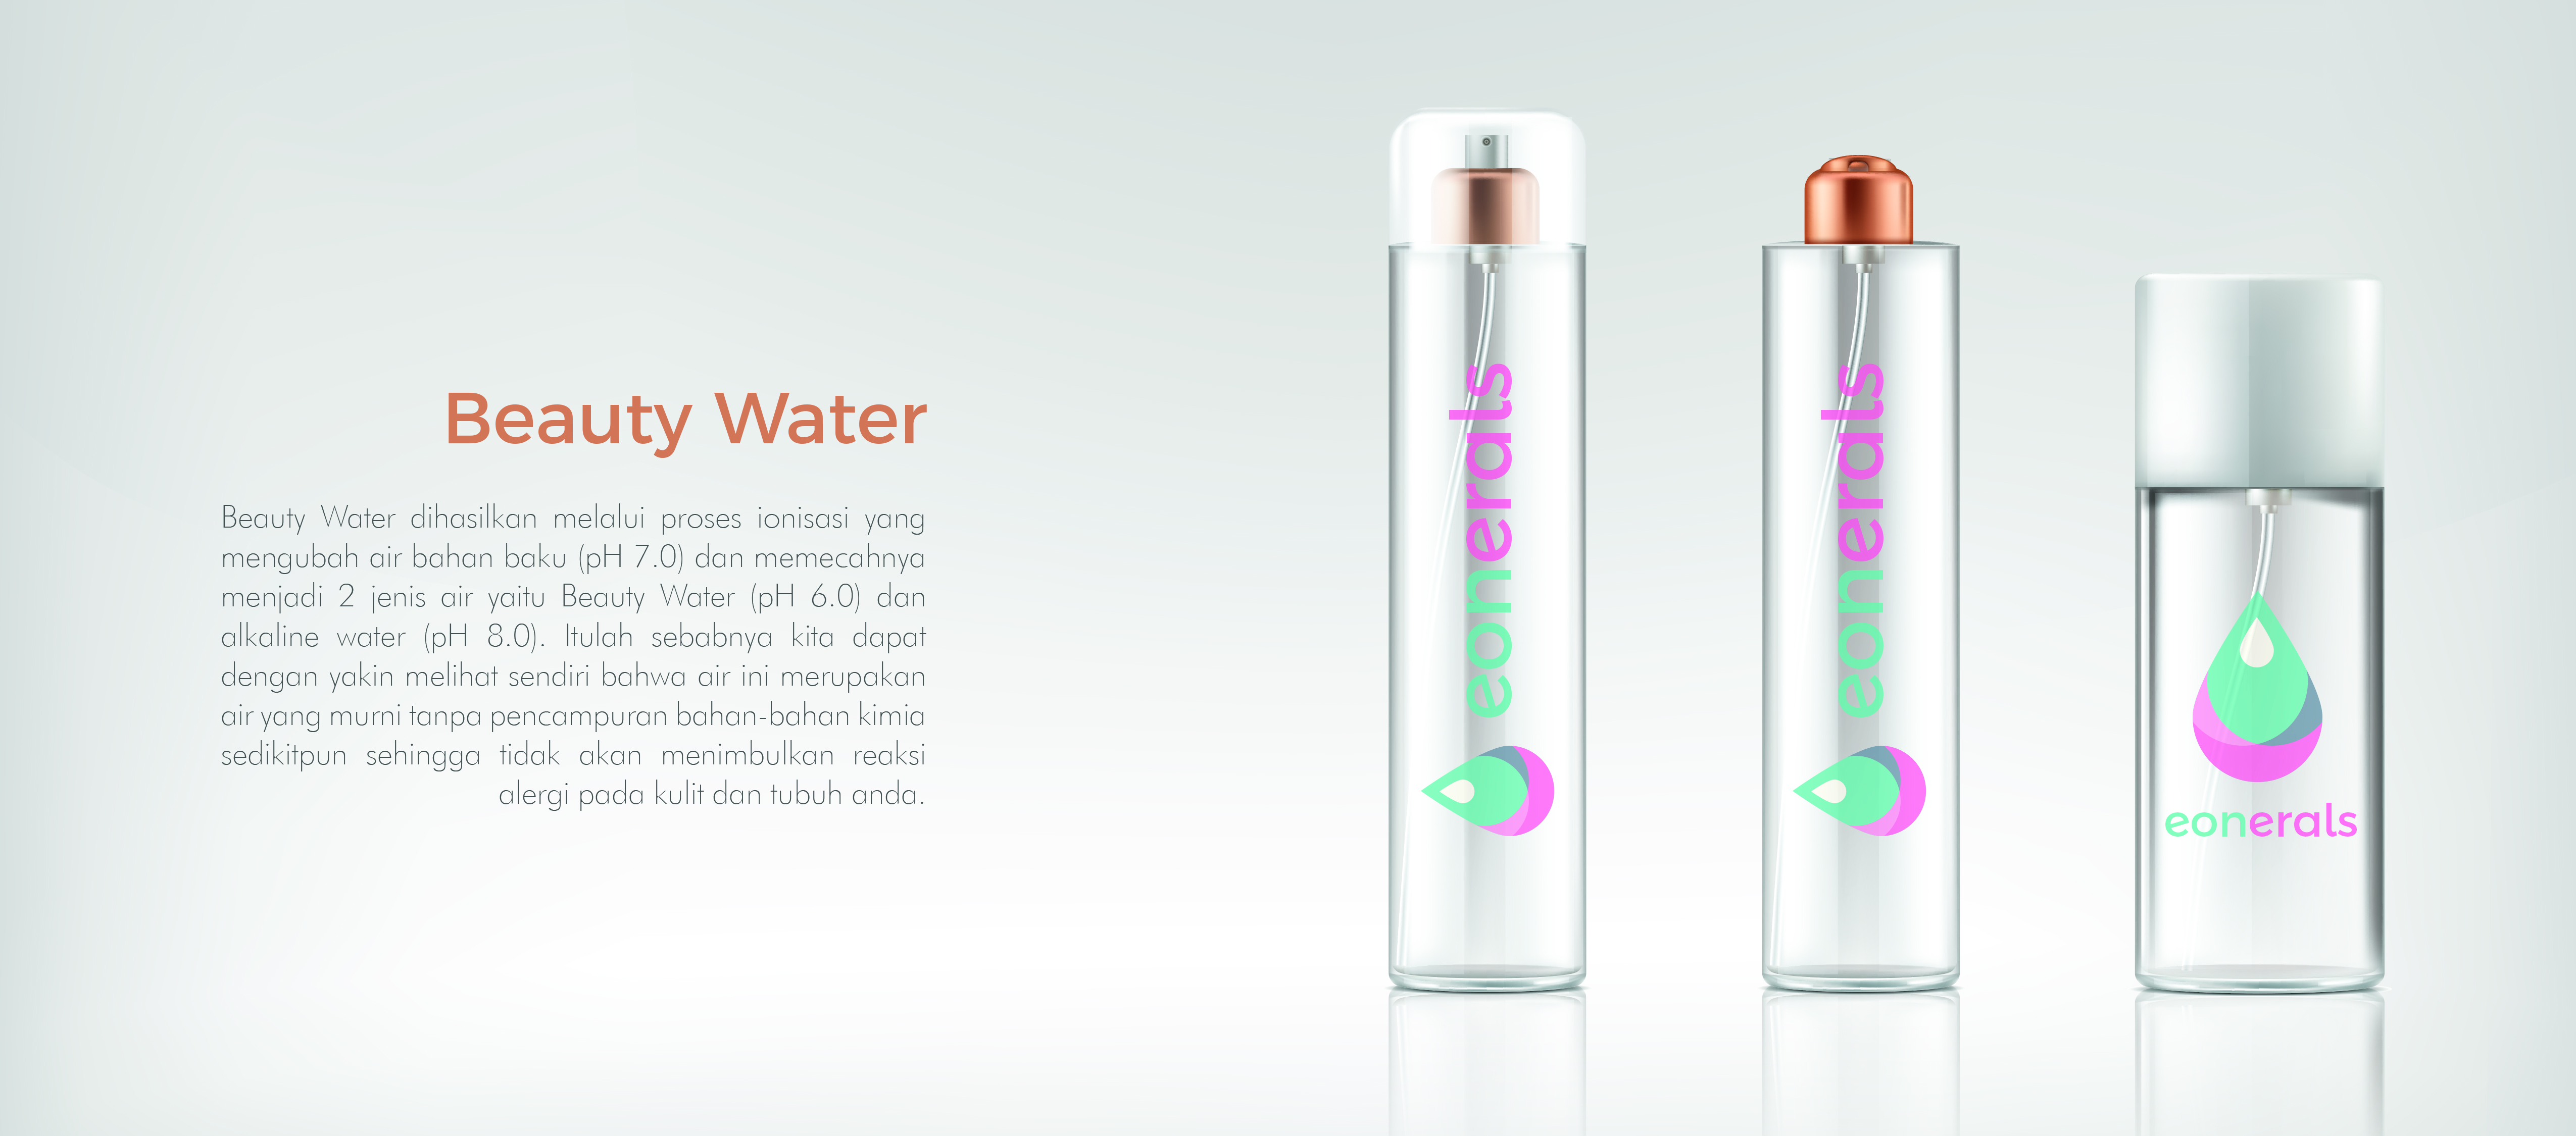 Beauty Water
Beauty Water dihasilkan melalui proses ionisasi yang
mengubah air bahan baku (pH 7.0) dan memecahnya
menjadi 2 jenis air yaitu Beauty Water (pH 6.0) dan
alkaline water (pH 8.0). Itulah sebabnya kita dapat
dengan yakin melihat sendiri bahwa air ini merupakan
air yang murni tanpa pencampuran bahan-bahan kimia
sedikitpun sehingga tidak akan menimbulkan reaksi
alergi pada kulit dan tubuh anda.
eonerals
eonerals
eonerals